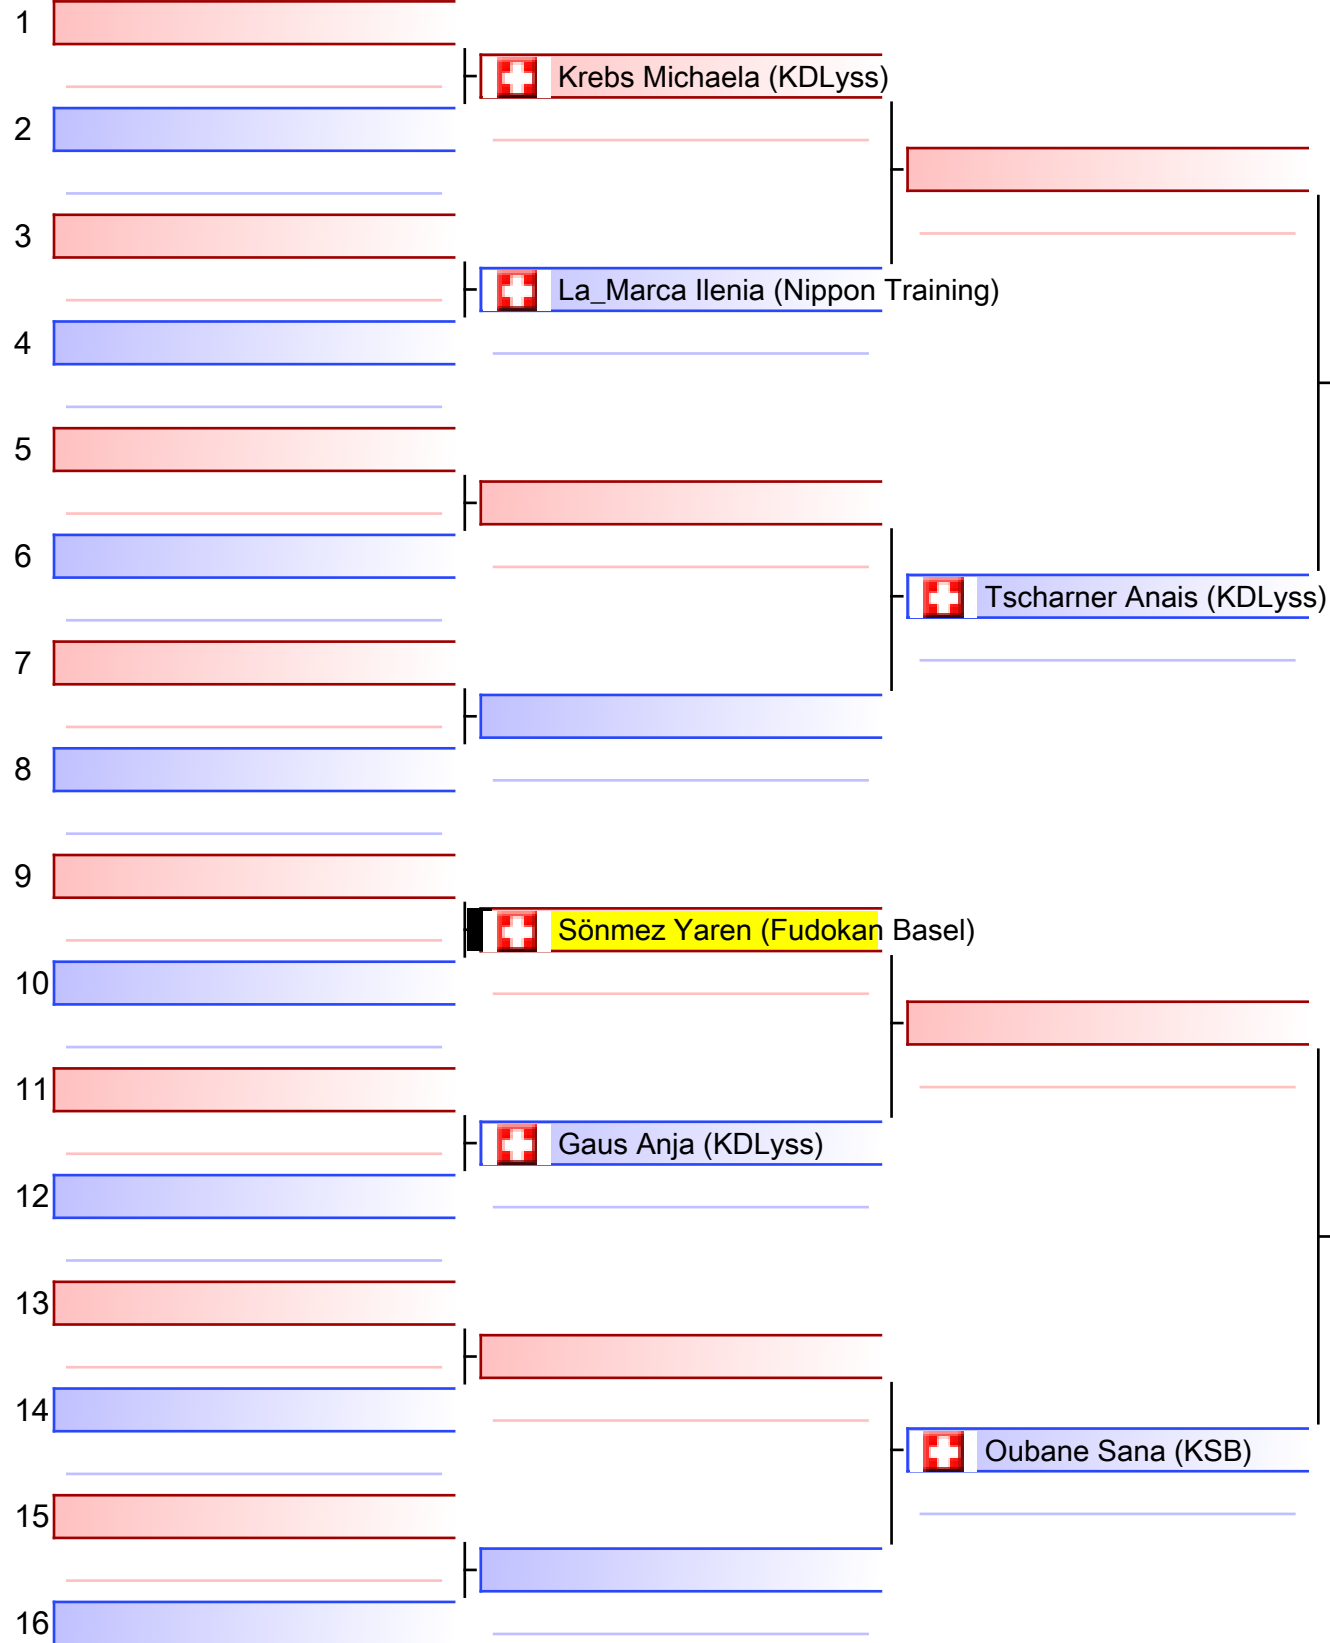 1
Krebs Michaela (KDLyss)
2
3
La_Marca Ilenia (Nippon Training)
4
5
6
Tscharner Anais (KDLyss)
7
8
9
Sönmez Yaren (Fudokan Basel)
10
11
Gaus Anja (KDLyss)
12
13
14
Oubane Sana (KSB)
15
16